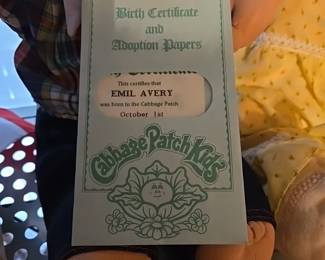 Birth Certificate
and
Adoption Papers
This certifies that
EMIL AVERY
was born to the Cabbage Patch
October 1st
Cabbage Patch Kids